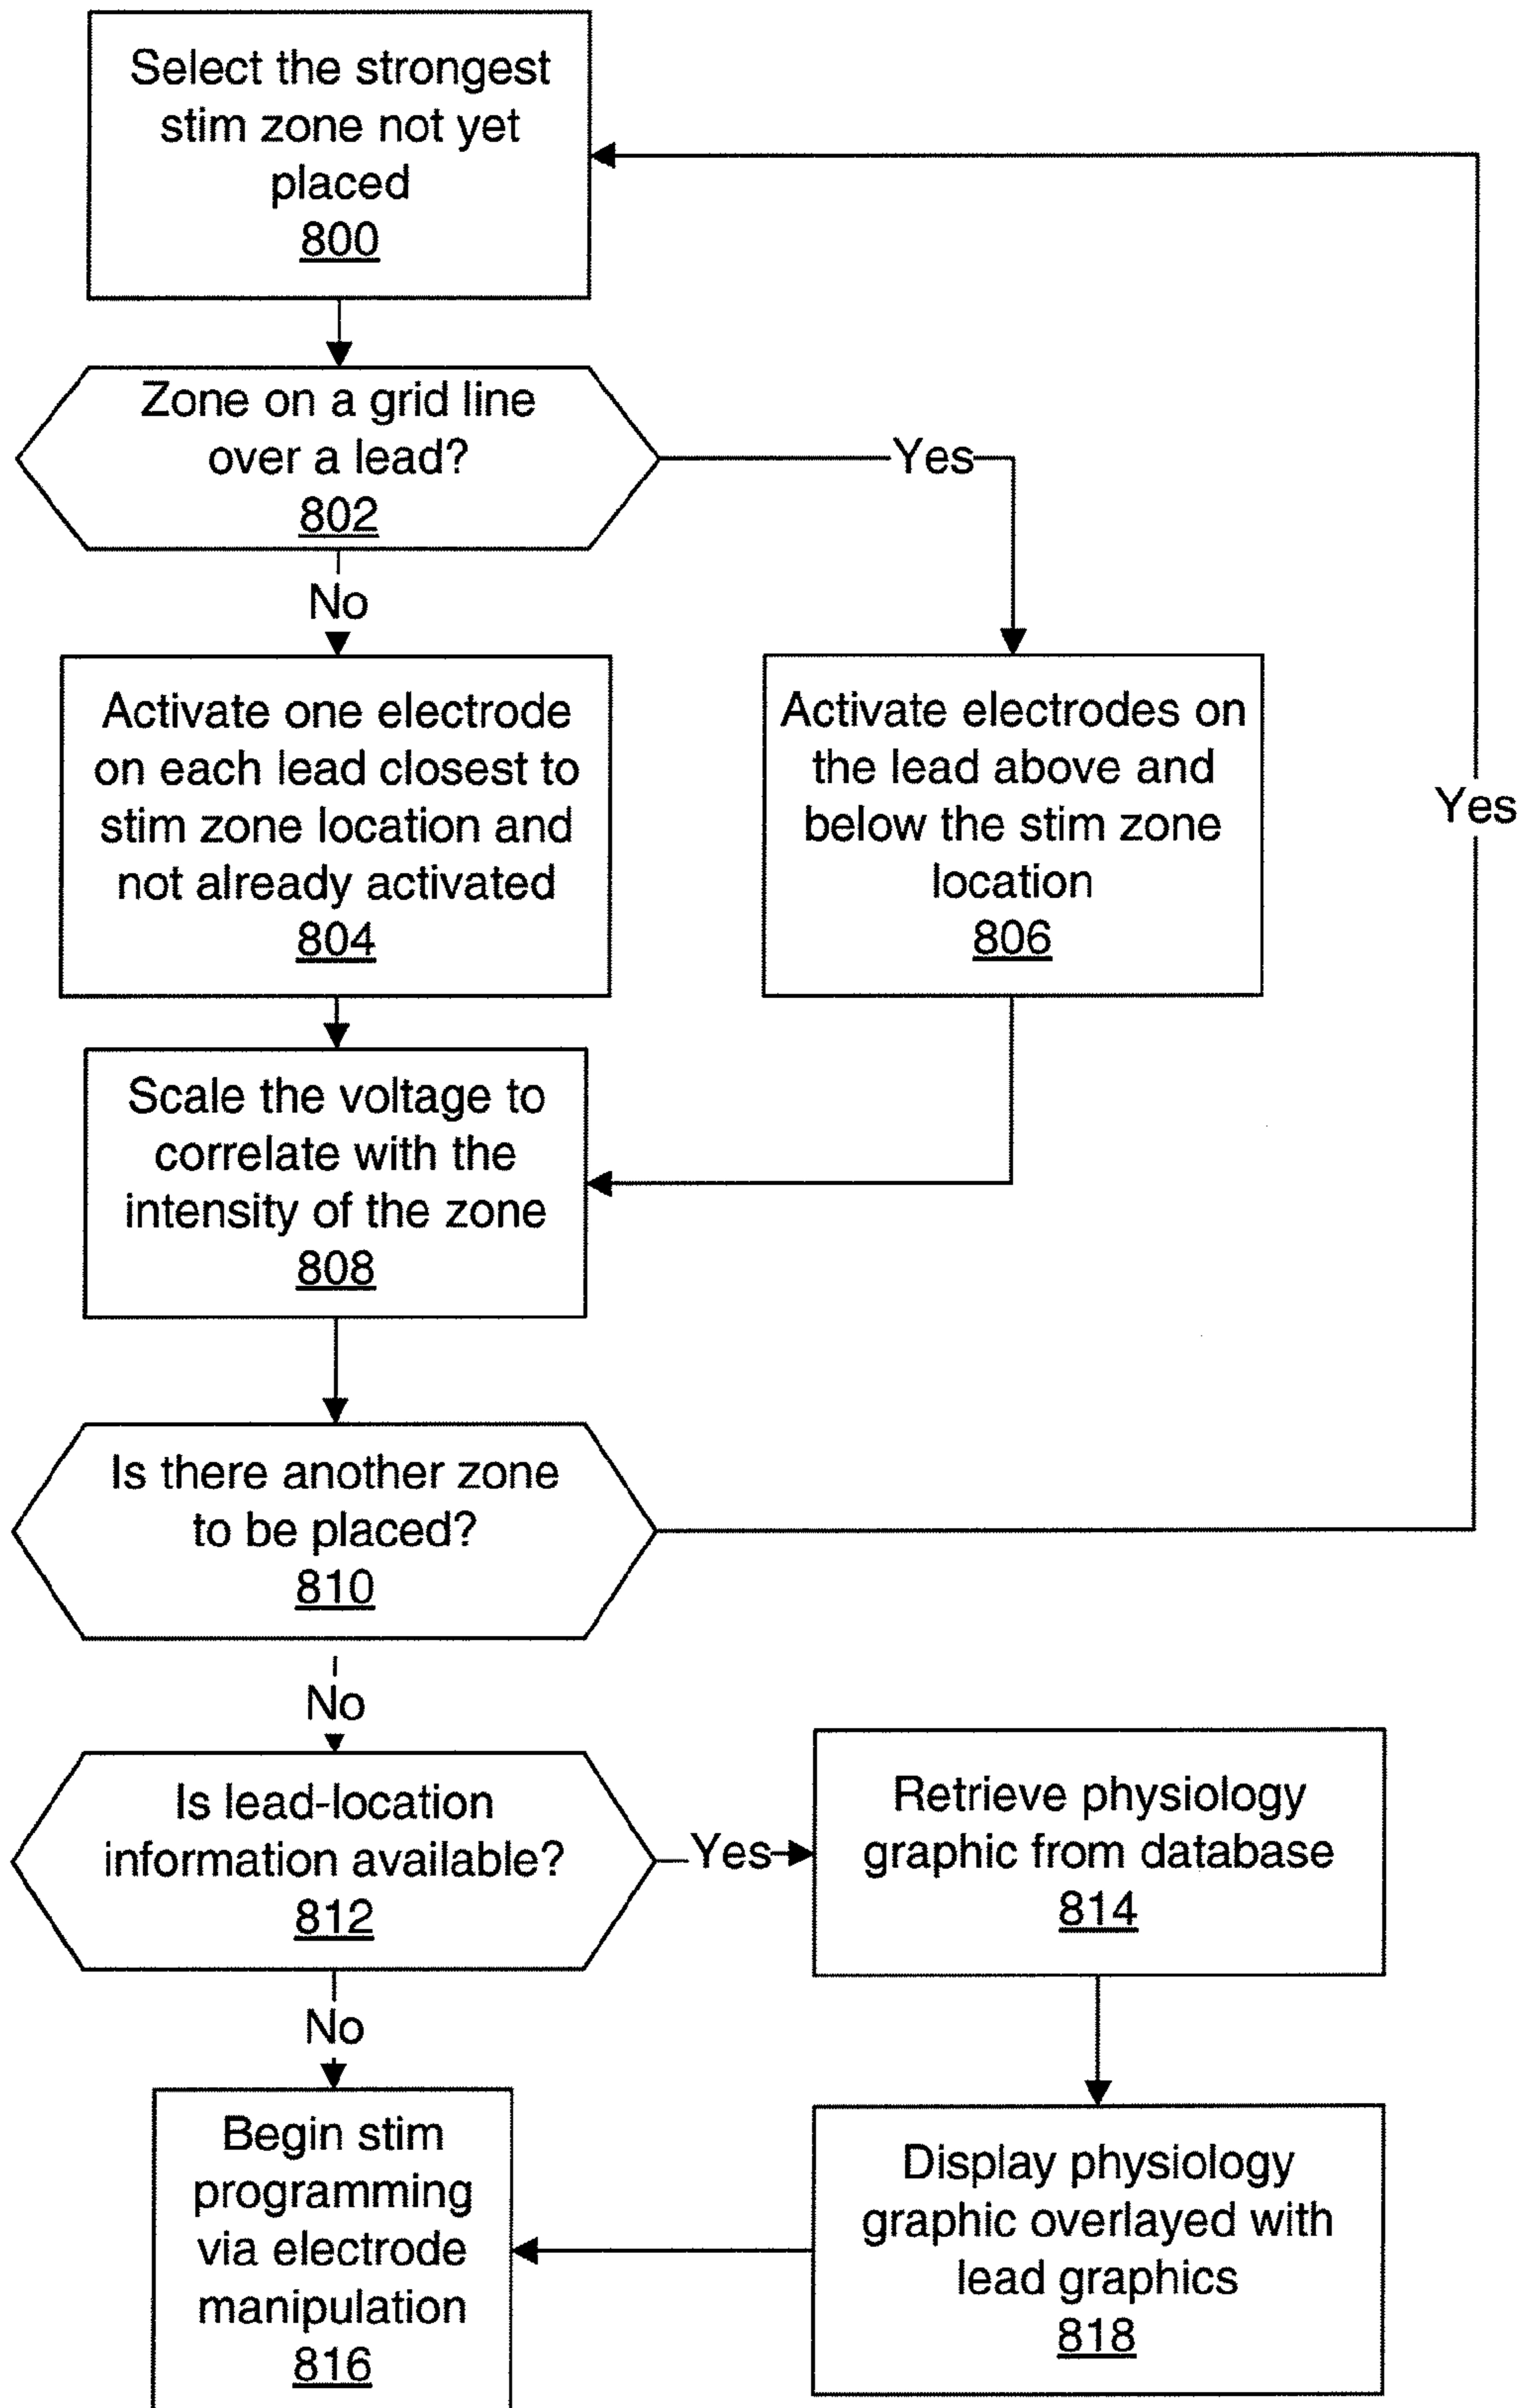 Select the strongest
stim zone not yet
placed
800
Zone on a grid line
over a lead?
802
Yes
No
Activate one electrode
on each lead closest to
stim zone location and
not already activated
804
Activate electrodes on
the lead above and
below the stim zone
location
806
Yes
Scale the voltage to
correlate with the
intensity of the zone
808
Is there another zone
to be placed?
810
No
Is lead-location
information available?
812
Yes
Retrieve physiology
graphic from database
814
No
Begin stim
programming
via electrode
manipulation
816
Display physiology
graphic overlayed with
lead graphics
818